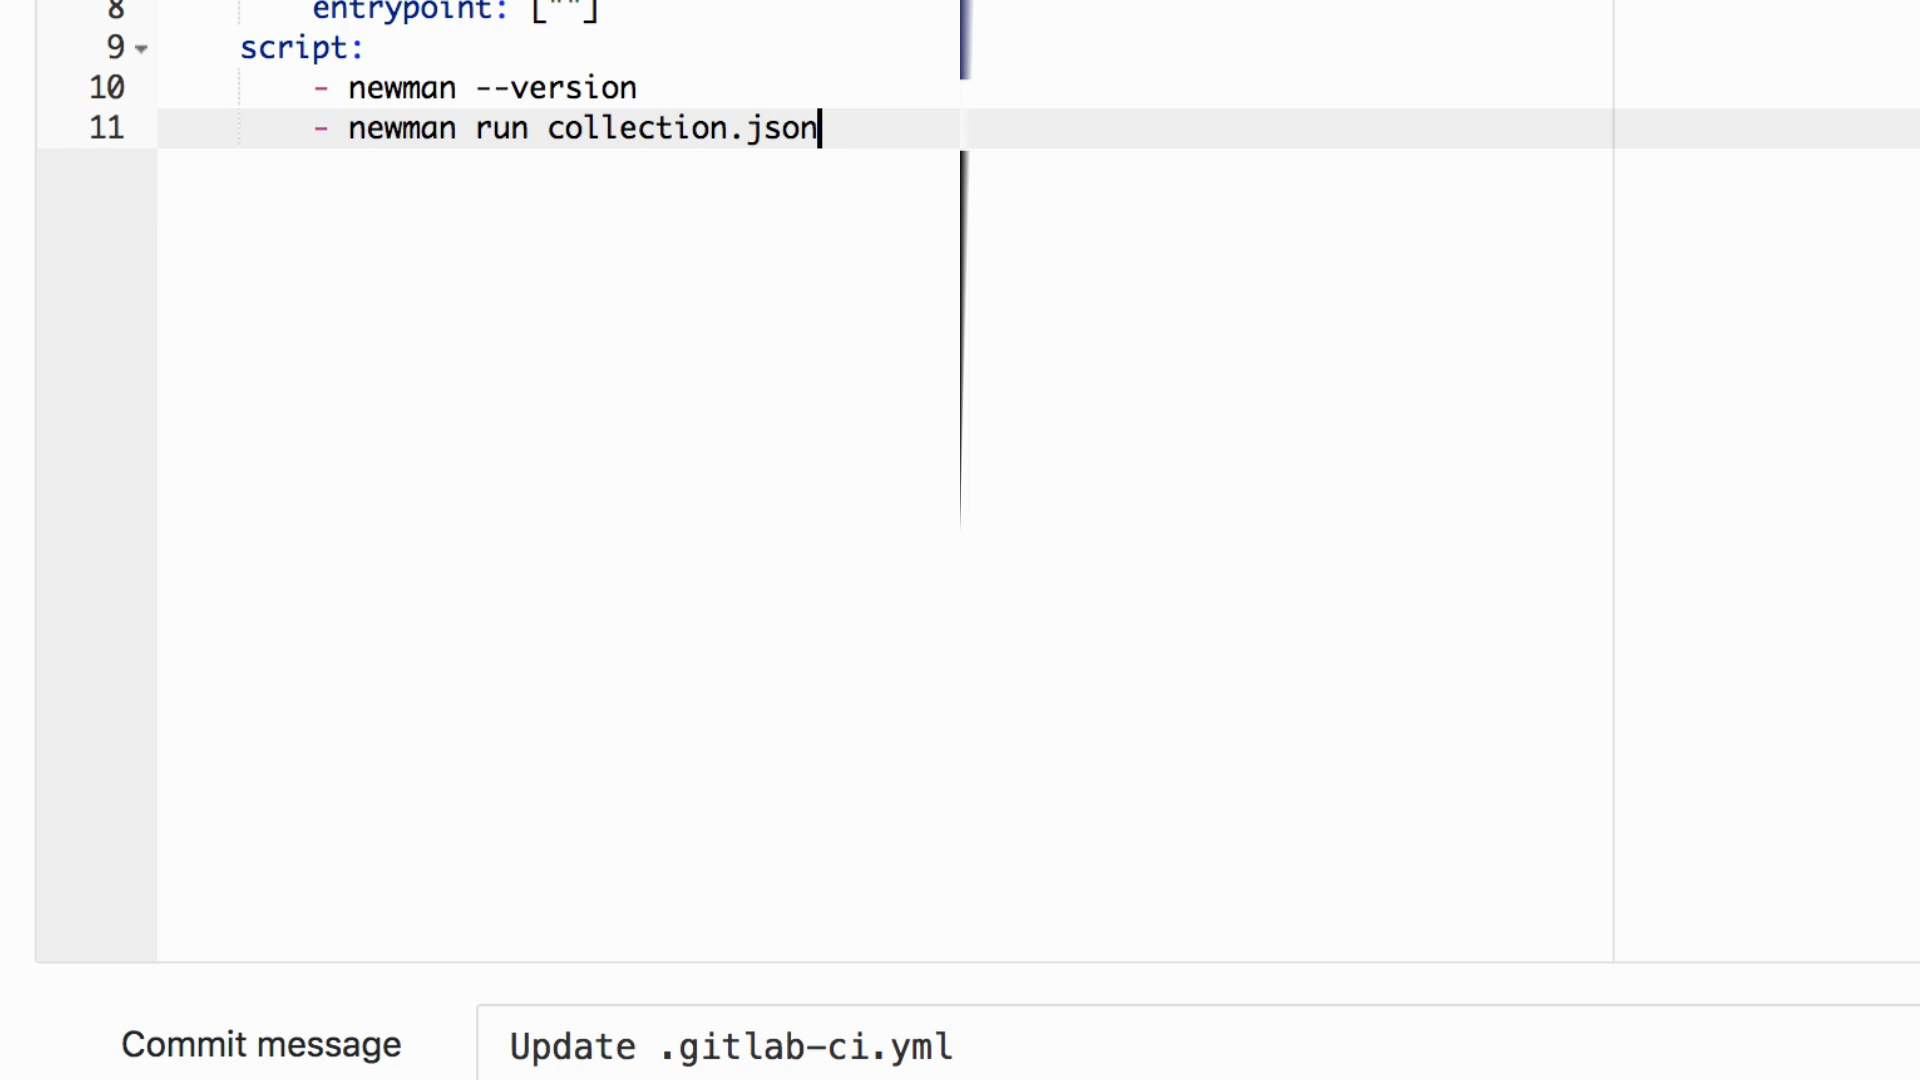 8 entrypoint: [""]
9 script:
10 - newman --version
11 - newman run collection.json
Commit message Update .gitlab-ci.yml